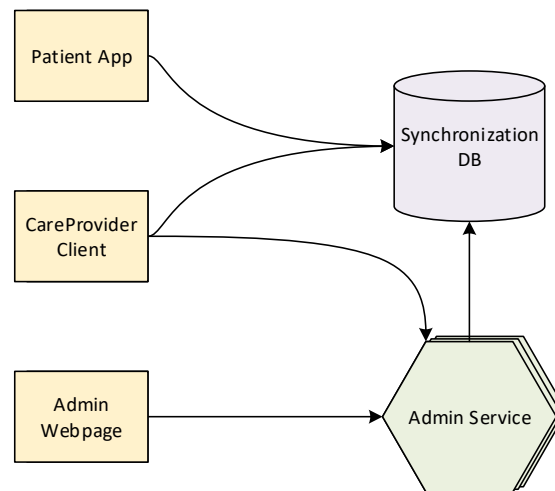 Patient App
Synchronization
DB
CareProvider
Client
Admin
Webpage
Admin Service